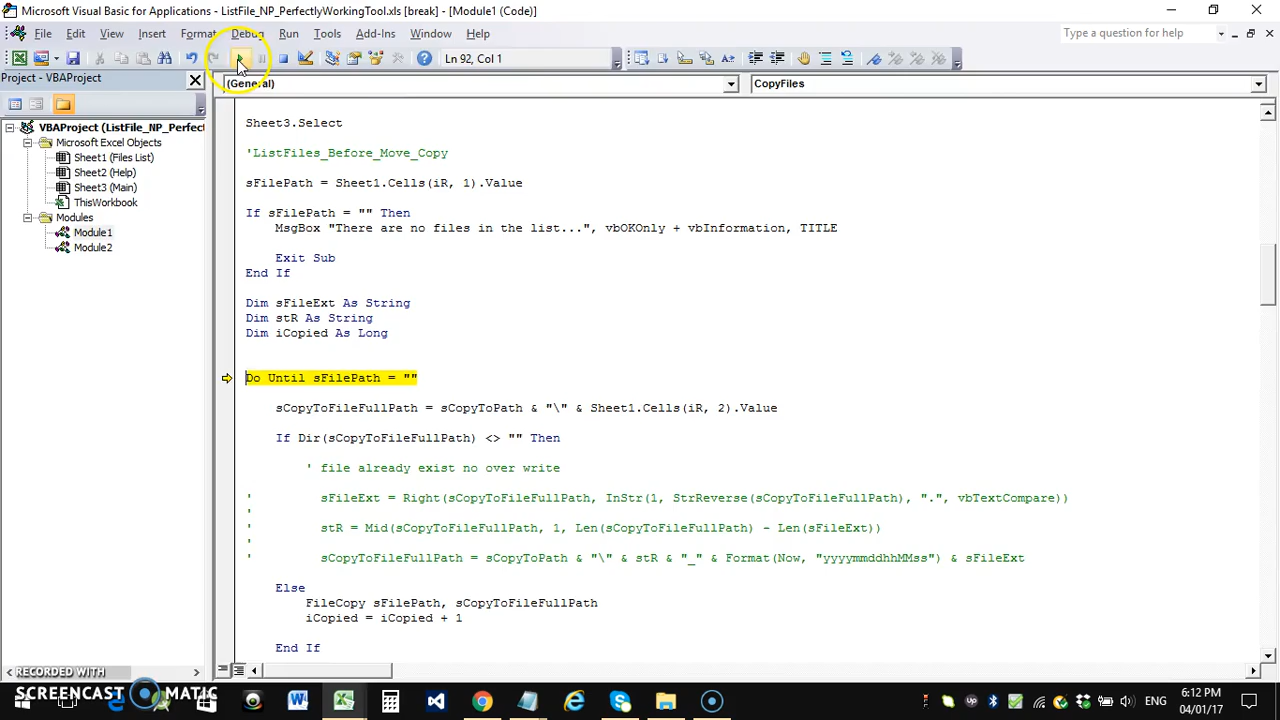 Microsoft Visual Basic for Applications - ListFile_NP_PerfectlyWorkingTool.xls [break] - [Module1 (Code)]
File Edit View Insert Format Debug Run Tools Add-Ins Window Help
Type a question for help
Ln 92, Col 1
Project - VBAProject
(General)
CopyFiles
VBAProject (ListFile_NP_Perfect
Microsoft Excel Objects
Sheet1 (Files List)
Sheet2 (Help)
Sheet3 (Main)
ThisWorkbook
Modules
Module1
Module2
Sheet3.Select
'ListFiles_Before_Move_Copy
sFilePath = Sheet1.Cells(iR, 1).Value
If sFilePath = "" Then
MsgBox "There are no files in the list...", vbOKOnly + vbInformation, TITLE
Exit Sub
End If
Dim sFileExt As String
Dim stR As String
Dim iCopied As Long
Do Until sFilePath = ""
sCopyToFileFullPath = sCopyToPath & "\" & Sheet1.Cells(iR, 2).Value
If Dir(sCopyToFileFullPath) <> "" Then
' file already exist no over write
' sFileExt = Right(sCopyToFileFullPath, InStr(1, StrReverse(sCopyToFileFullPath), ".", vbTextCompare))
'
' stR = Mid(sCopyToFileFullPath, 1, Len(sCopyToFileFullPath) - Len(sFileExt))
'
' sCopyToFileFullPath = sCopyToPath & "\" & stR & "_" & Format(Now, "yyyymmddhhMMss") & sFileExt
Else
FileCopy sFilePath, sCopyToFileFullPath
iCopied = iCopied + 1
End If
RECORDED WITH
SCREENCAST MATIC
ENG
6:12 PM
04/01/17